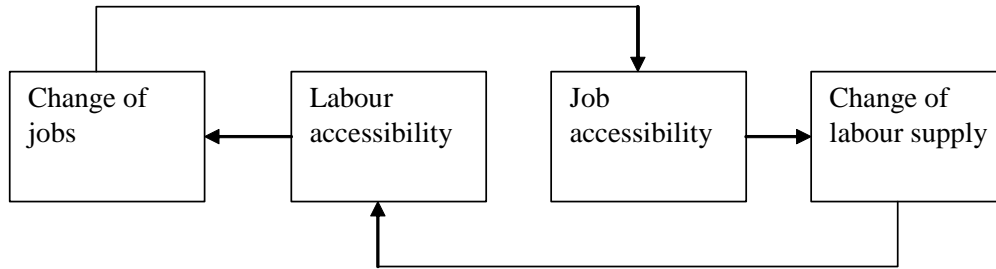 Change of
jobs
Labour
accessibility
Job
accessibility
Change of
labour supply